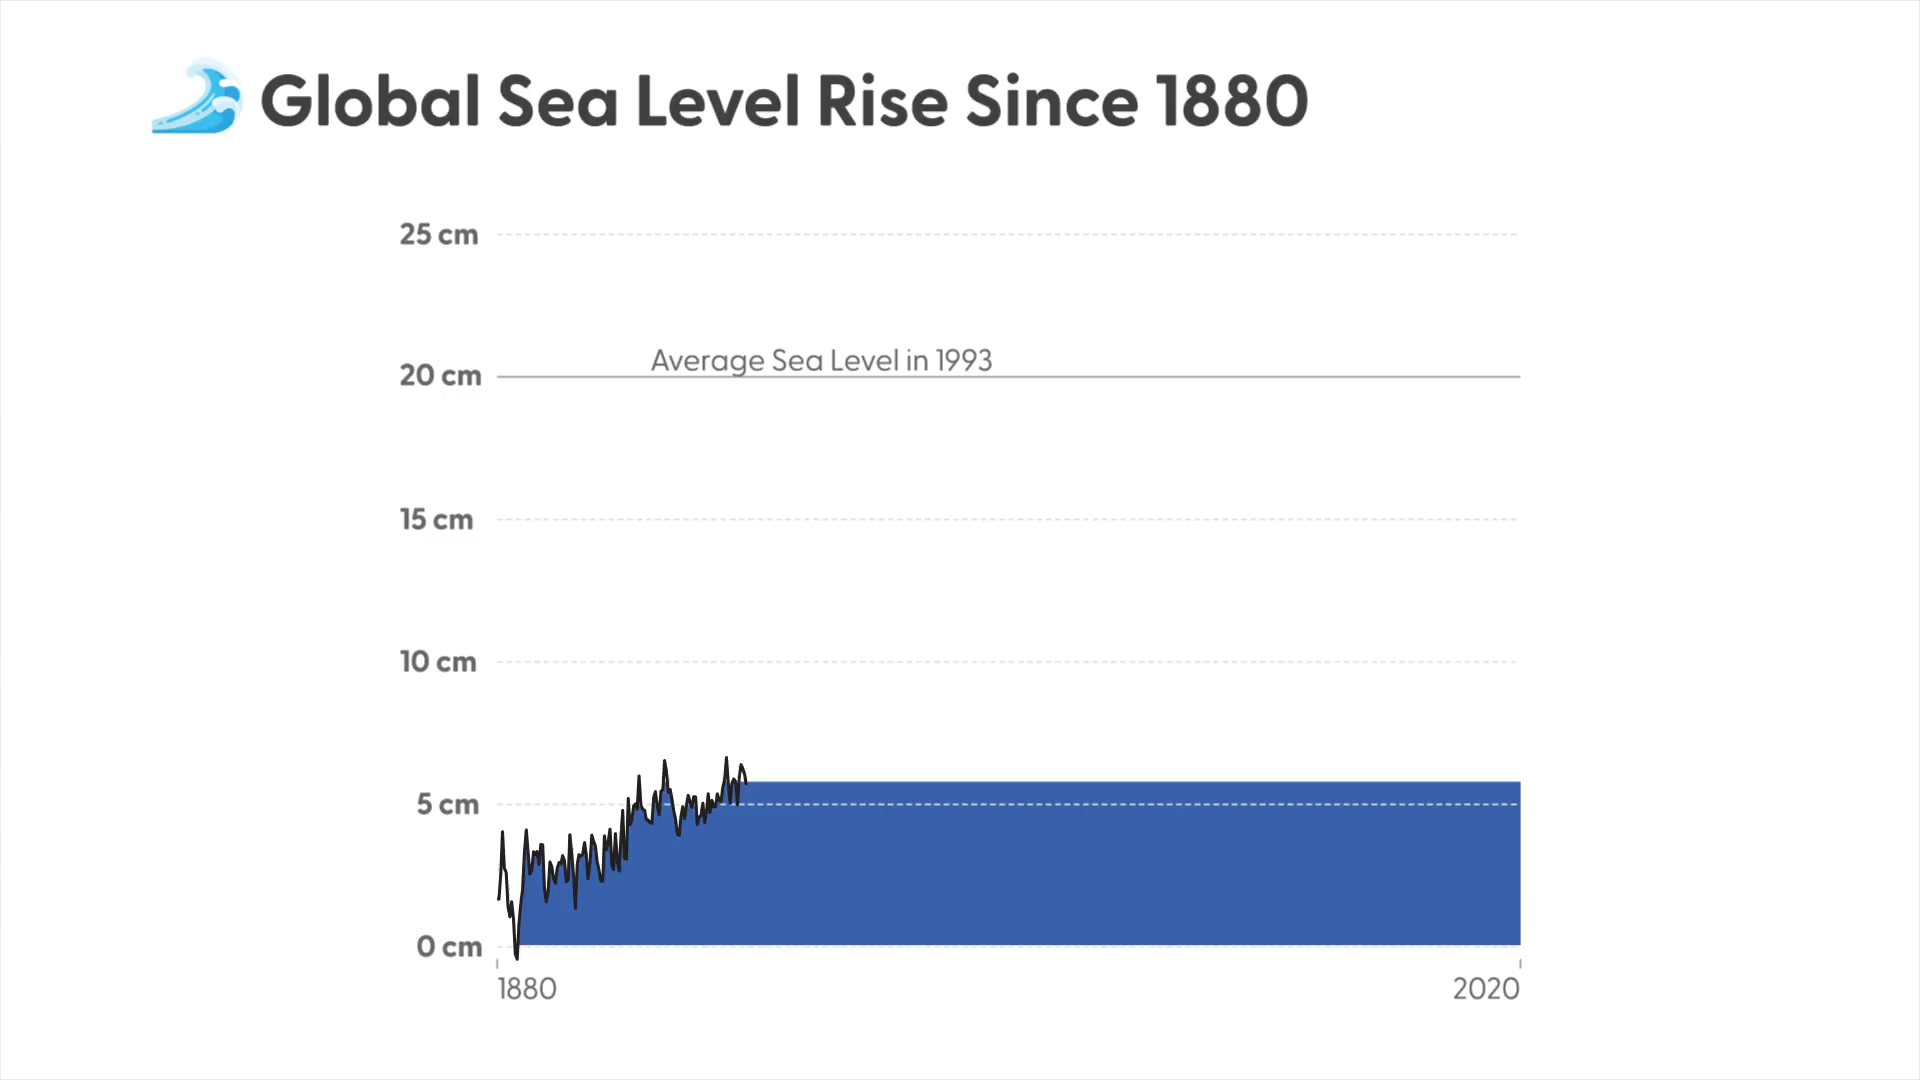 Global Sea Level Rise Since 1880
25 cm
Average Sea Level in 1993
20 cm
15 cm
10 cm
5 cm
0 cm
1880
2020